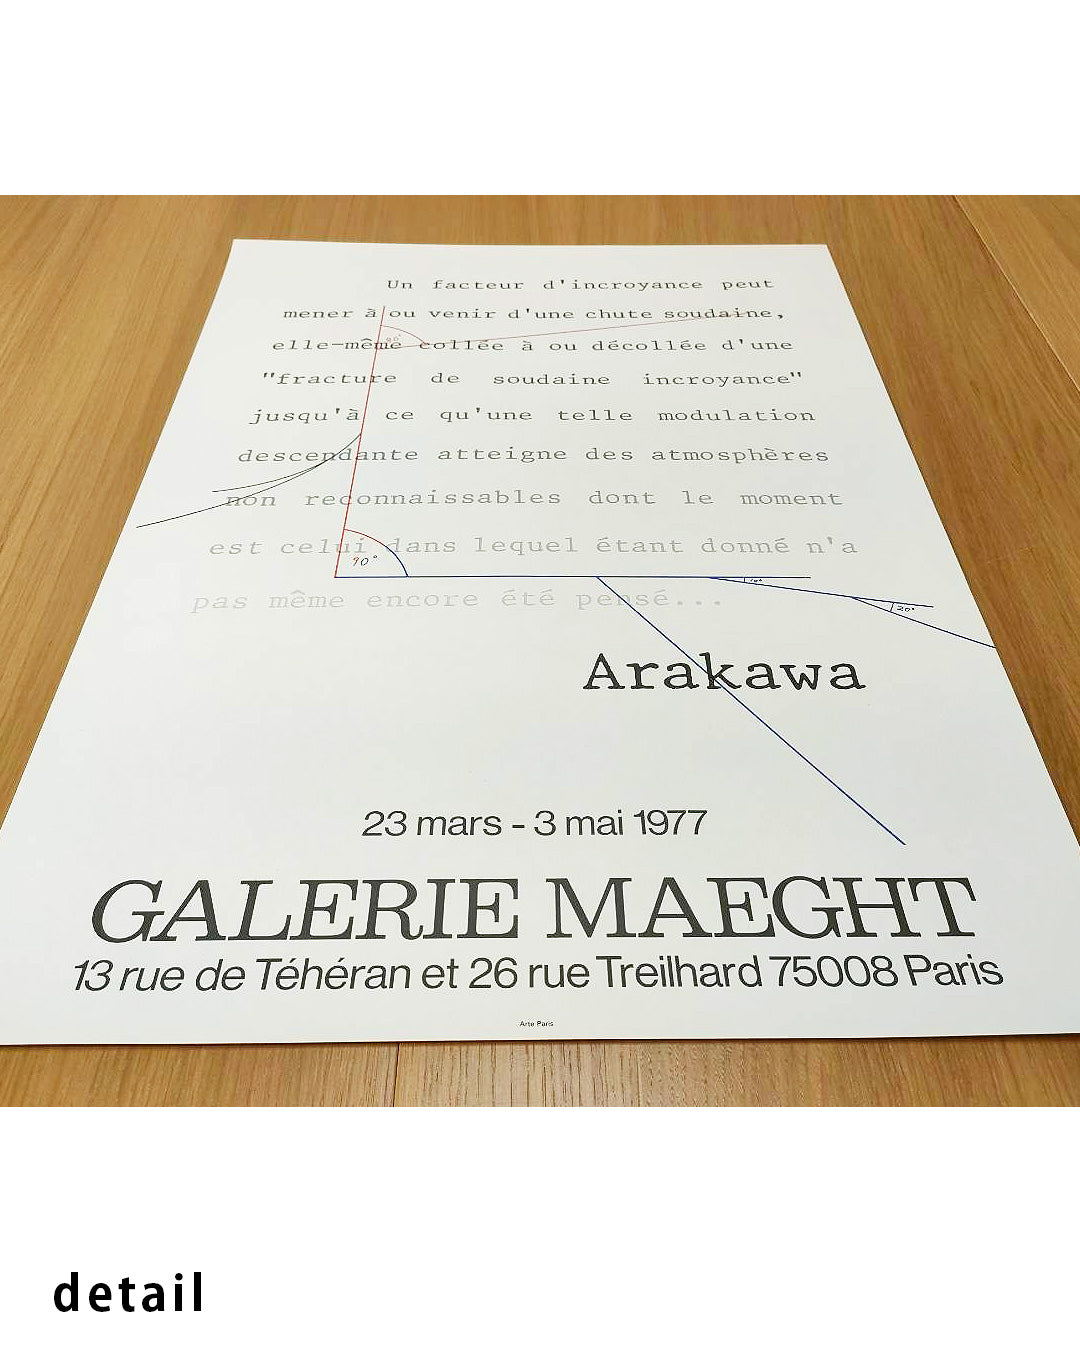 Un facteur d'incroyance peut
mener à ou venir d'une chute soudaine,
elle-même collée à ou décollée d'une
"fracture de soudaine incroyance"
jusqu'à ce qu'une telle modulation
descendante atteigne des atmosphères
non reconnaissables dont le moment
est celui dans lequel étant donné n'a
90°
pas même encore été pensé...
20°
Arakawa
23 mars - 3 mai 1977
GALERIE MAEGHT
13 rue de Téhéran et 26 rue Treilhard 75008 Paris
Arte Paris
detail